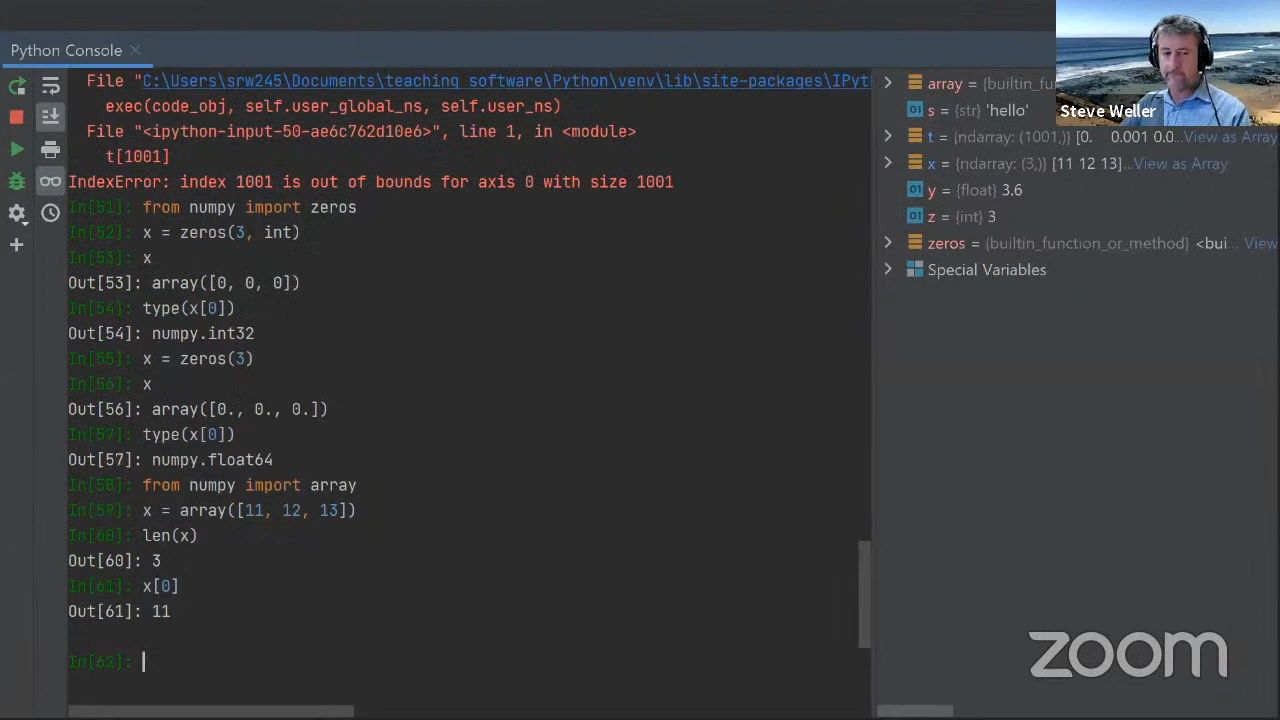 Python Console
File "C:\Users\srw245\Documents\teaching software\Python\venv\lib\site-packages\IPyt
exec(code_obj, self.user_global_ns, self.user_ns)
File "<ipython-input-50-ae6c762d10e6>", line 1, in <module>
t[1001]
IndexError: index 1001 is out of bounds for axis 0 with size 1001
In[51]: from numpy import zeros
In[52]: x = zeros(3, int)
In[53]: x
Out[53]: array([0, 0, 0])
In[54]: type(x[0])
Out[54]: numpy.int32
In[55]: x = zeros(3)
In[56]: x
Out[56]: array([0., 0., 0.])
In[57]: type(x[0])
Out[57]: numpy.float64
In[58]: from numpy import array
In[59]: x = array([11, 12, 13])
In[60]: len(x)
Out[60]: 3
In[61]: x[0]
Out[61]: 11
In[62]:
array = {builtin_func
01 s = {str} 'hello'
t = {ndarray: (1001,)} [0. 0.001 0.0...View as Array
x = {ndarray: (3,)} [11 12 13]...View as Array
01 y = {float} 3.6
01 z = {int} 3
zeros = {builtin_function_or_method} <bui... View
Special Variables
Steve Weller
zoom